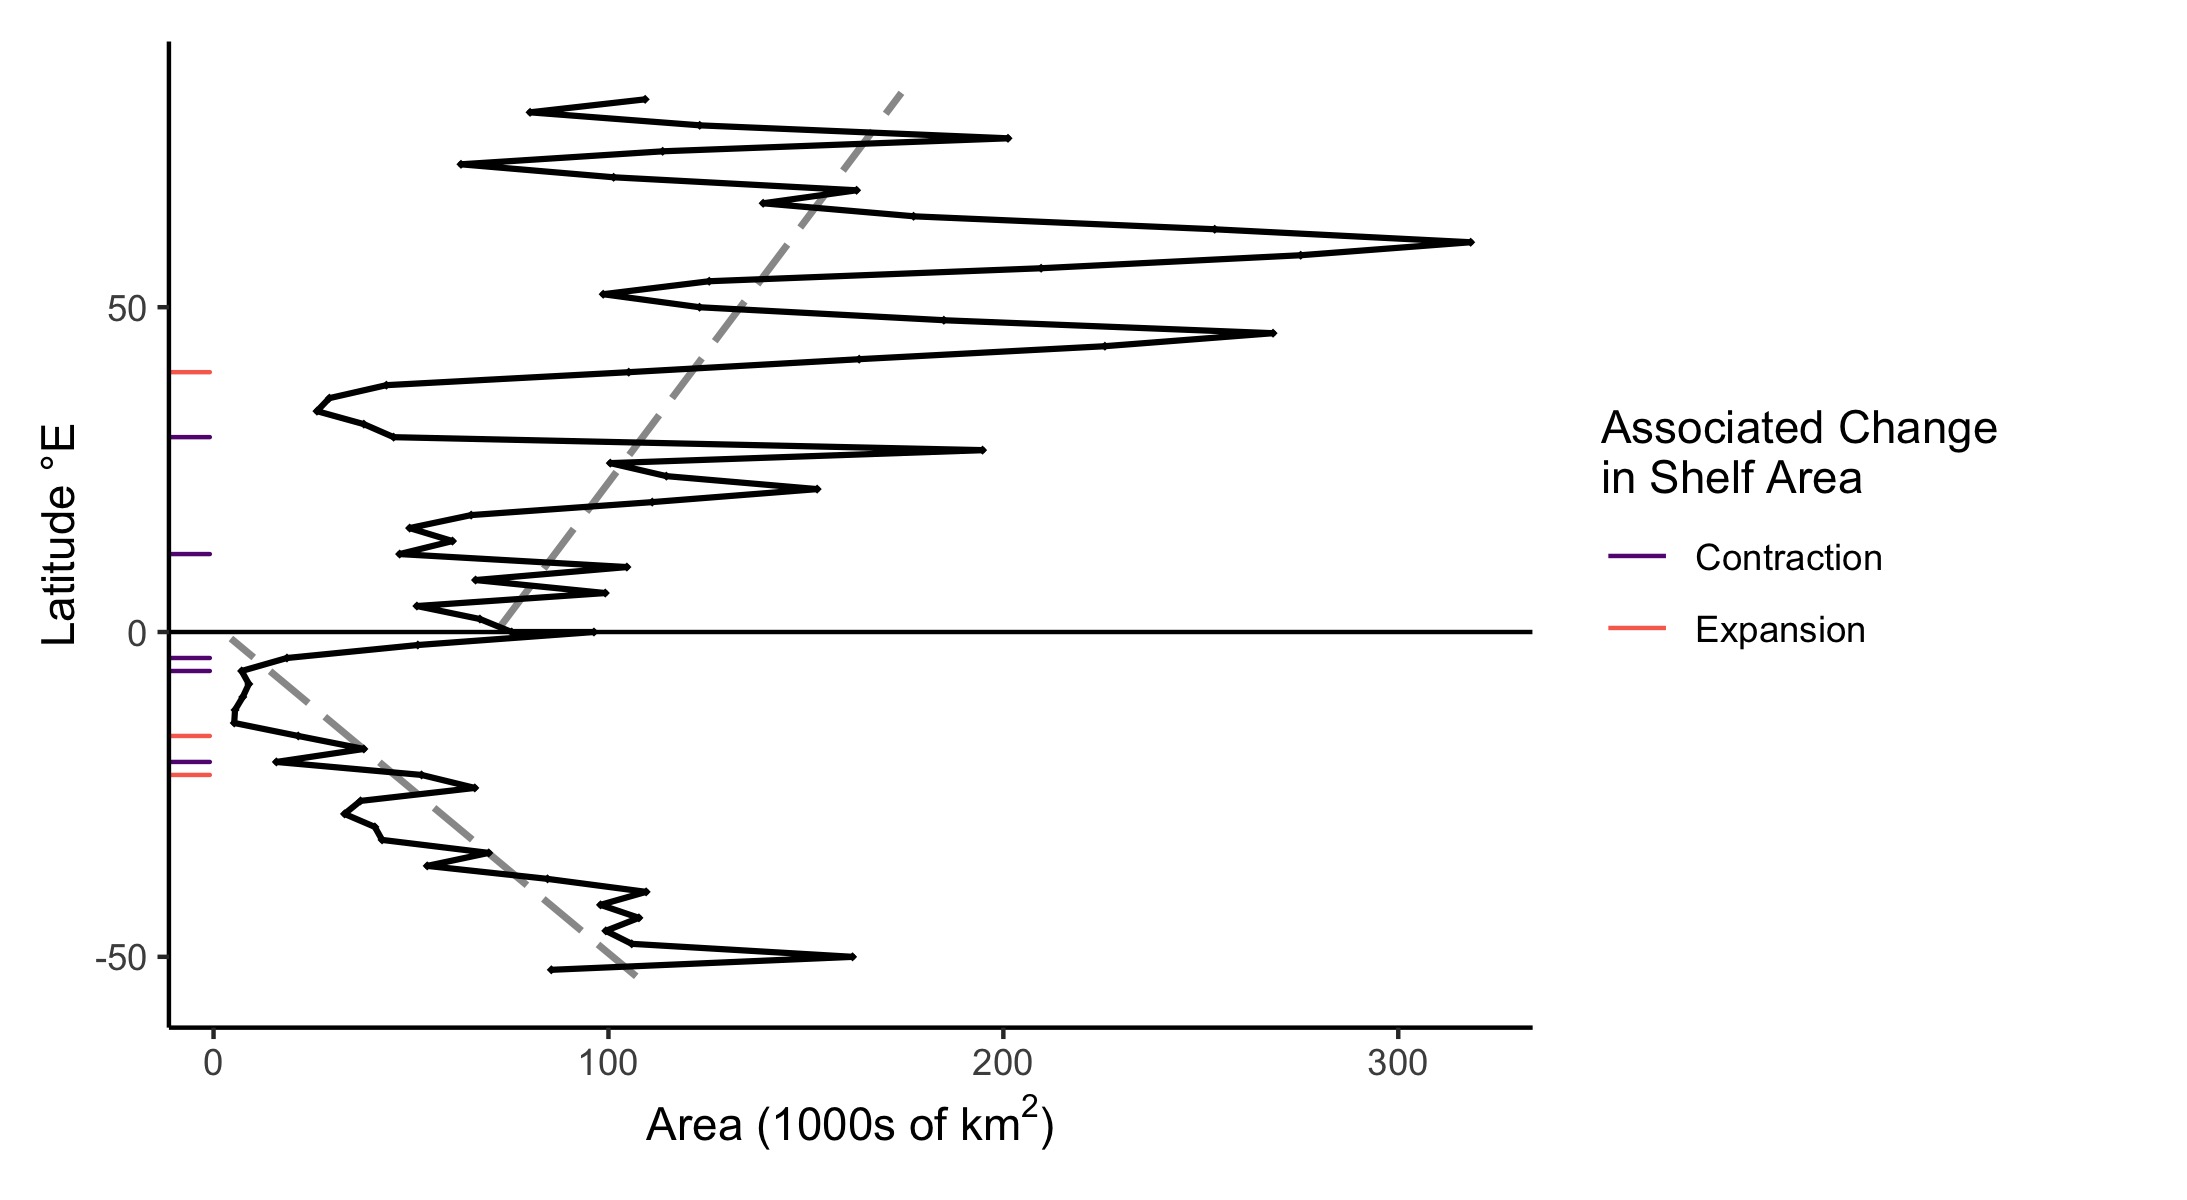 Latitude °E
50
0
-50
0 100 200 300
Area (1000s of km²)
Associated Change
in Shelf Area
Contraction
Expansion